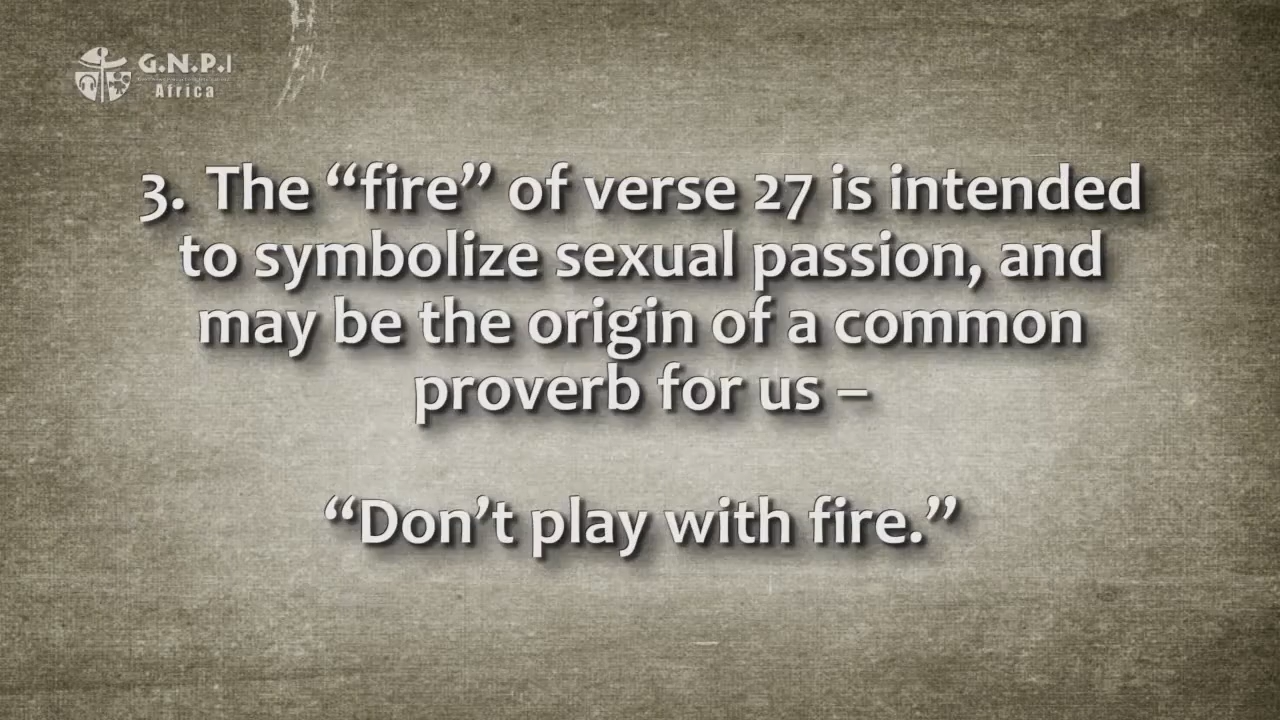 G.N.P.I
Africa
3. The “fire” of verse 27 is intended
to symbolize sexual passion, and
may be the origin of a common
proverb for us –
“Don’t play with fire.”